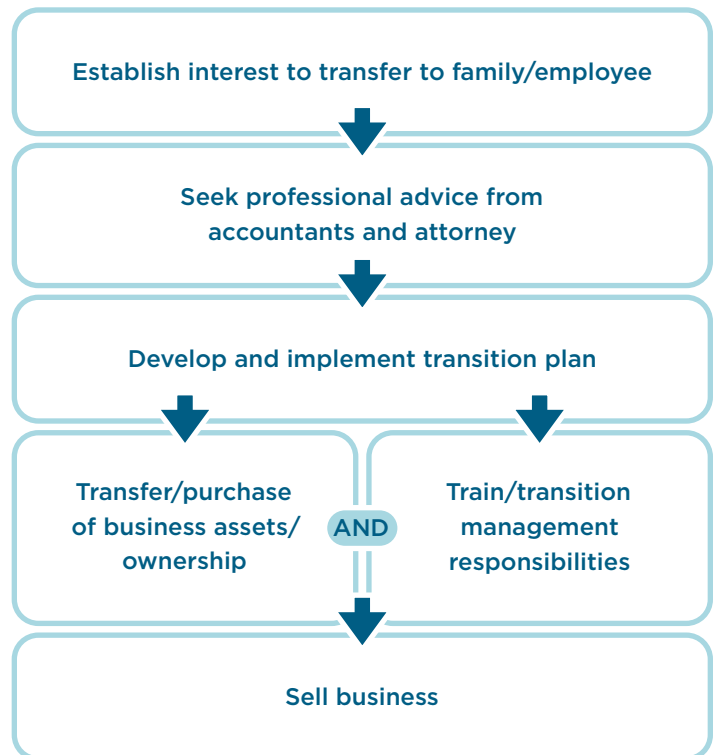 Establish interest to transfer to family/employee
Seek professional advice from
accountants and attorney
Develop and implement transition plan
Transfer/purchase
of business assets/
ownership
AND
Train/transition
management
responsibilities
Sell business